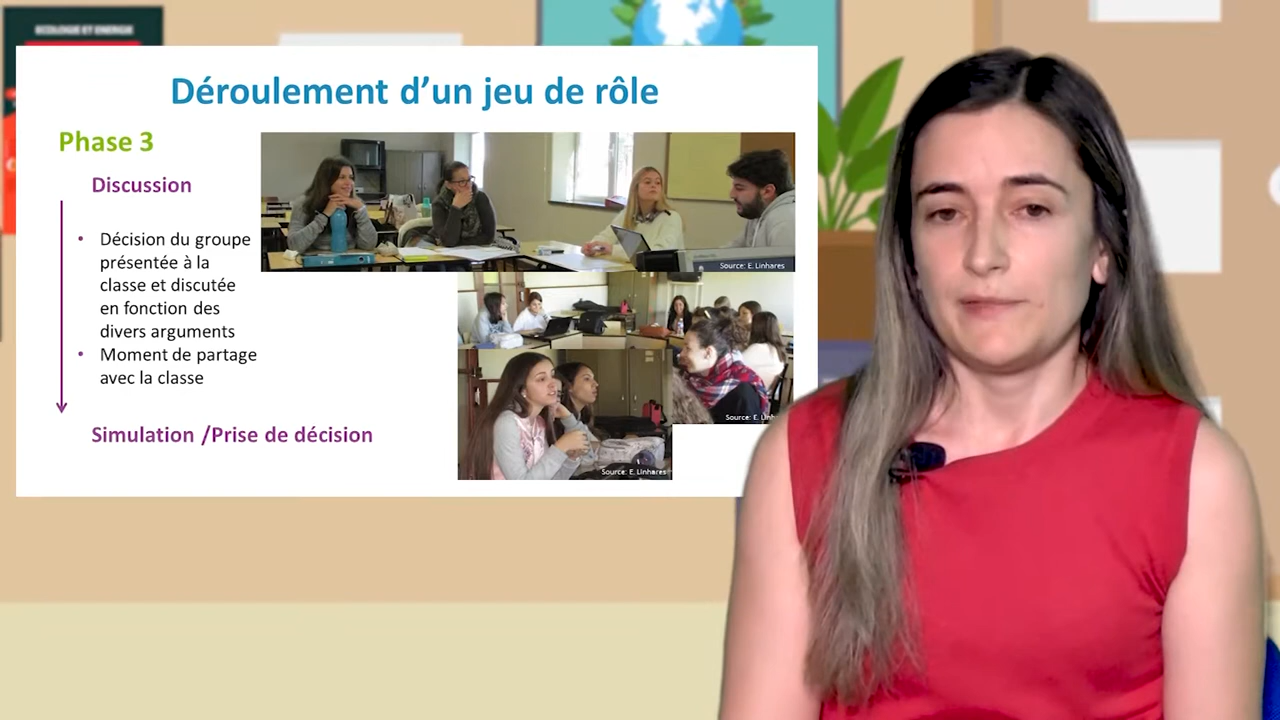 ECOLOGIE ET ENERGIE
Déroulement d’un jeu de rôle
Phase 3
Discussion
• Décision du groupe
présentée à la
classe et discutée
en fonction des
divers arguments
• Moment de partage
avec la classe
Simulation /Prise de décision
Source: E. Linhares
Source: E. Linh
Source: E. Linhares